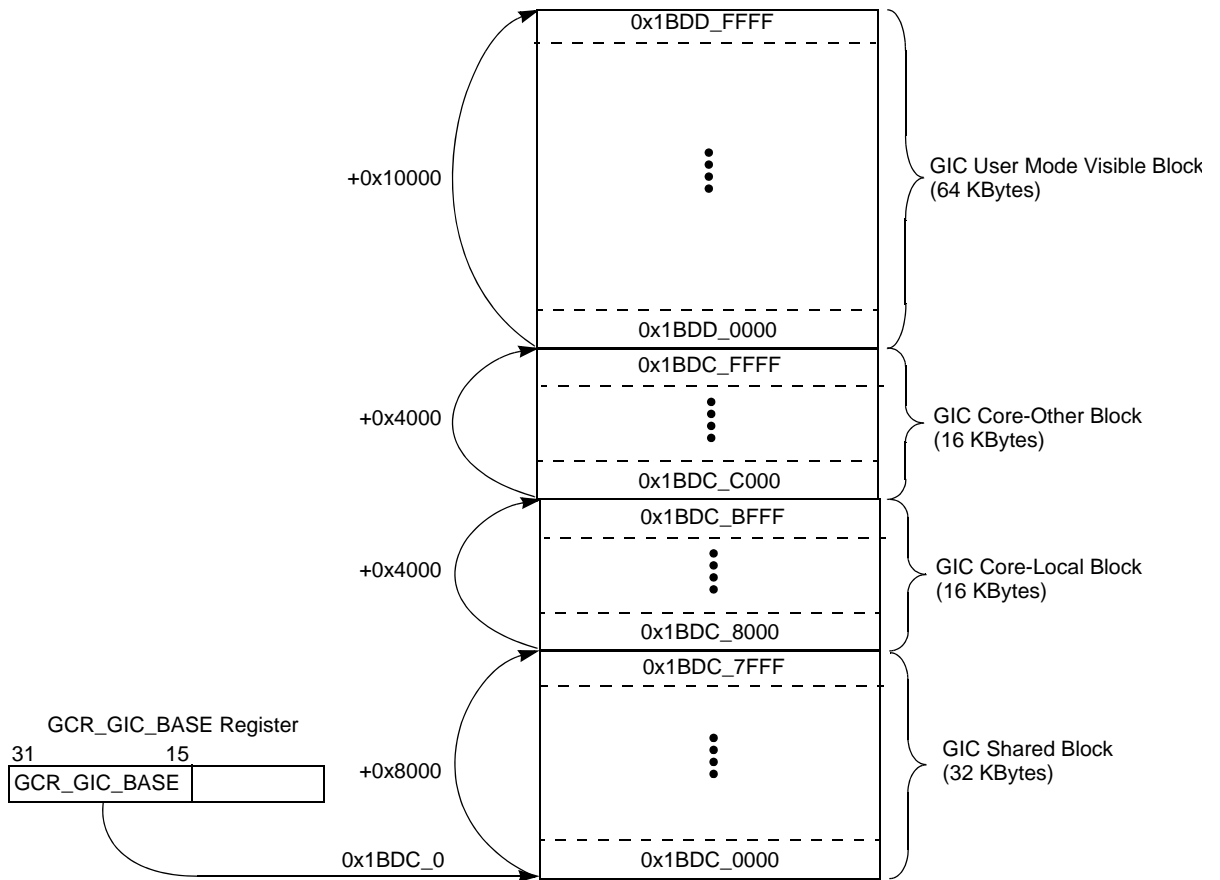 0x1BDD_FFFF
+0x10000
GIC User Mode Visible Block
(64 KBytes)
0x1BDD_0000
0x1BDC_FFFF
+0x4000
GIC Core-Other Block
(16 KBytes)
0x1BDC_C000
0x1BDC_BFFF
+0x4000
GIC Core-Local Block
(16 KBytes)
0x1BDC_8000
0x1BDC_7FFF
GCR_GIC_BASE Register
31 15
GCR_GIC_BASE
+0x8000
GIC Shared Block
(32 KBytes)
0x1BDC_0
0x1BDC_0000